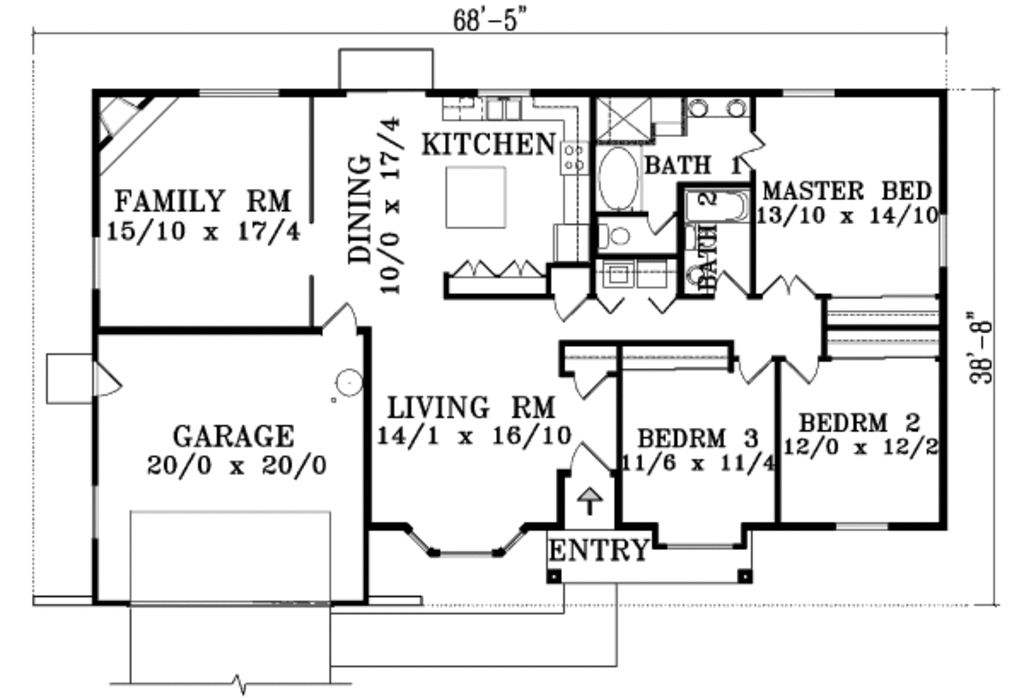 68'-5"
KITCHEN
DINING
10/0 x 17/4
FAMILY RM
15/10 x 17/4
BATH 1
BATH 2
MASTER BED
13/10 x 14/10
38'-8"
LIVING RM
14/1 x 16/10
GARAGE
20/0 x 20/0
BEDRM 3
11/6 x 11/4
BEDRM 2
12/0 x 12/2
ENTRY